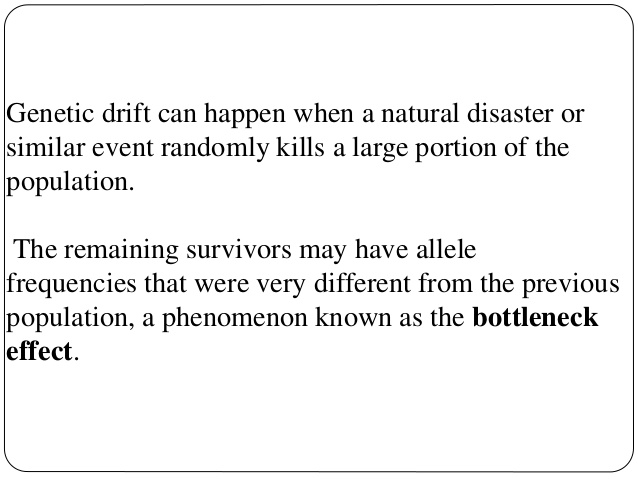 Genetic drift can happen when a natural disaster or
similar event randomly kills a large portion of the
population.
The remaining survivors may have allele
frequencies that were very different from the previous
population, a phenomenon known as the bottleneck
effect.